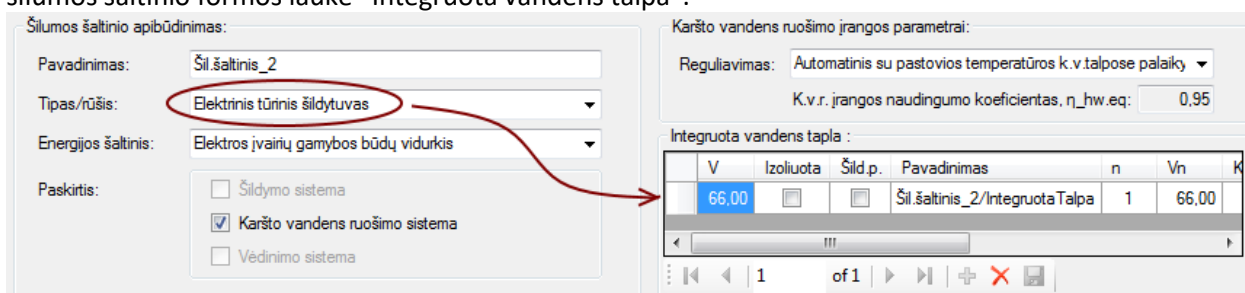 šilumos šaltinio formos lauke "Integruota vandens talpa".
Šilumos šaltinio apibūdinimas:
Pavadinimas: Šil.šaltinis_2
Tipas/rūšis: Elektrinis tūrinis šildytuvas
Energijos šaltinis: Elektros įvairių gamybos būdų vidurkis
Paskirtis: Šildymo sistema
Karšto vandens ruošimo sistema
Vėdinimo sistema
Karšto vandens ruošimo įrangos parametrai:
Reguliavimas: Automatinis su pastovios temperatūros k.v.talpose palaiky
K.v.r. įrangos naudingumo koeficientas, η_hw.eq: 0,95
Integruota vandens tapla :
V Izoliuota Šild.p. Pavadinimas n Vn K
66,00 Šil.šaltinis_2/IntegruotaTalpa 1 66,00
1 of 1